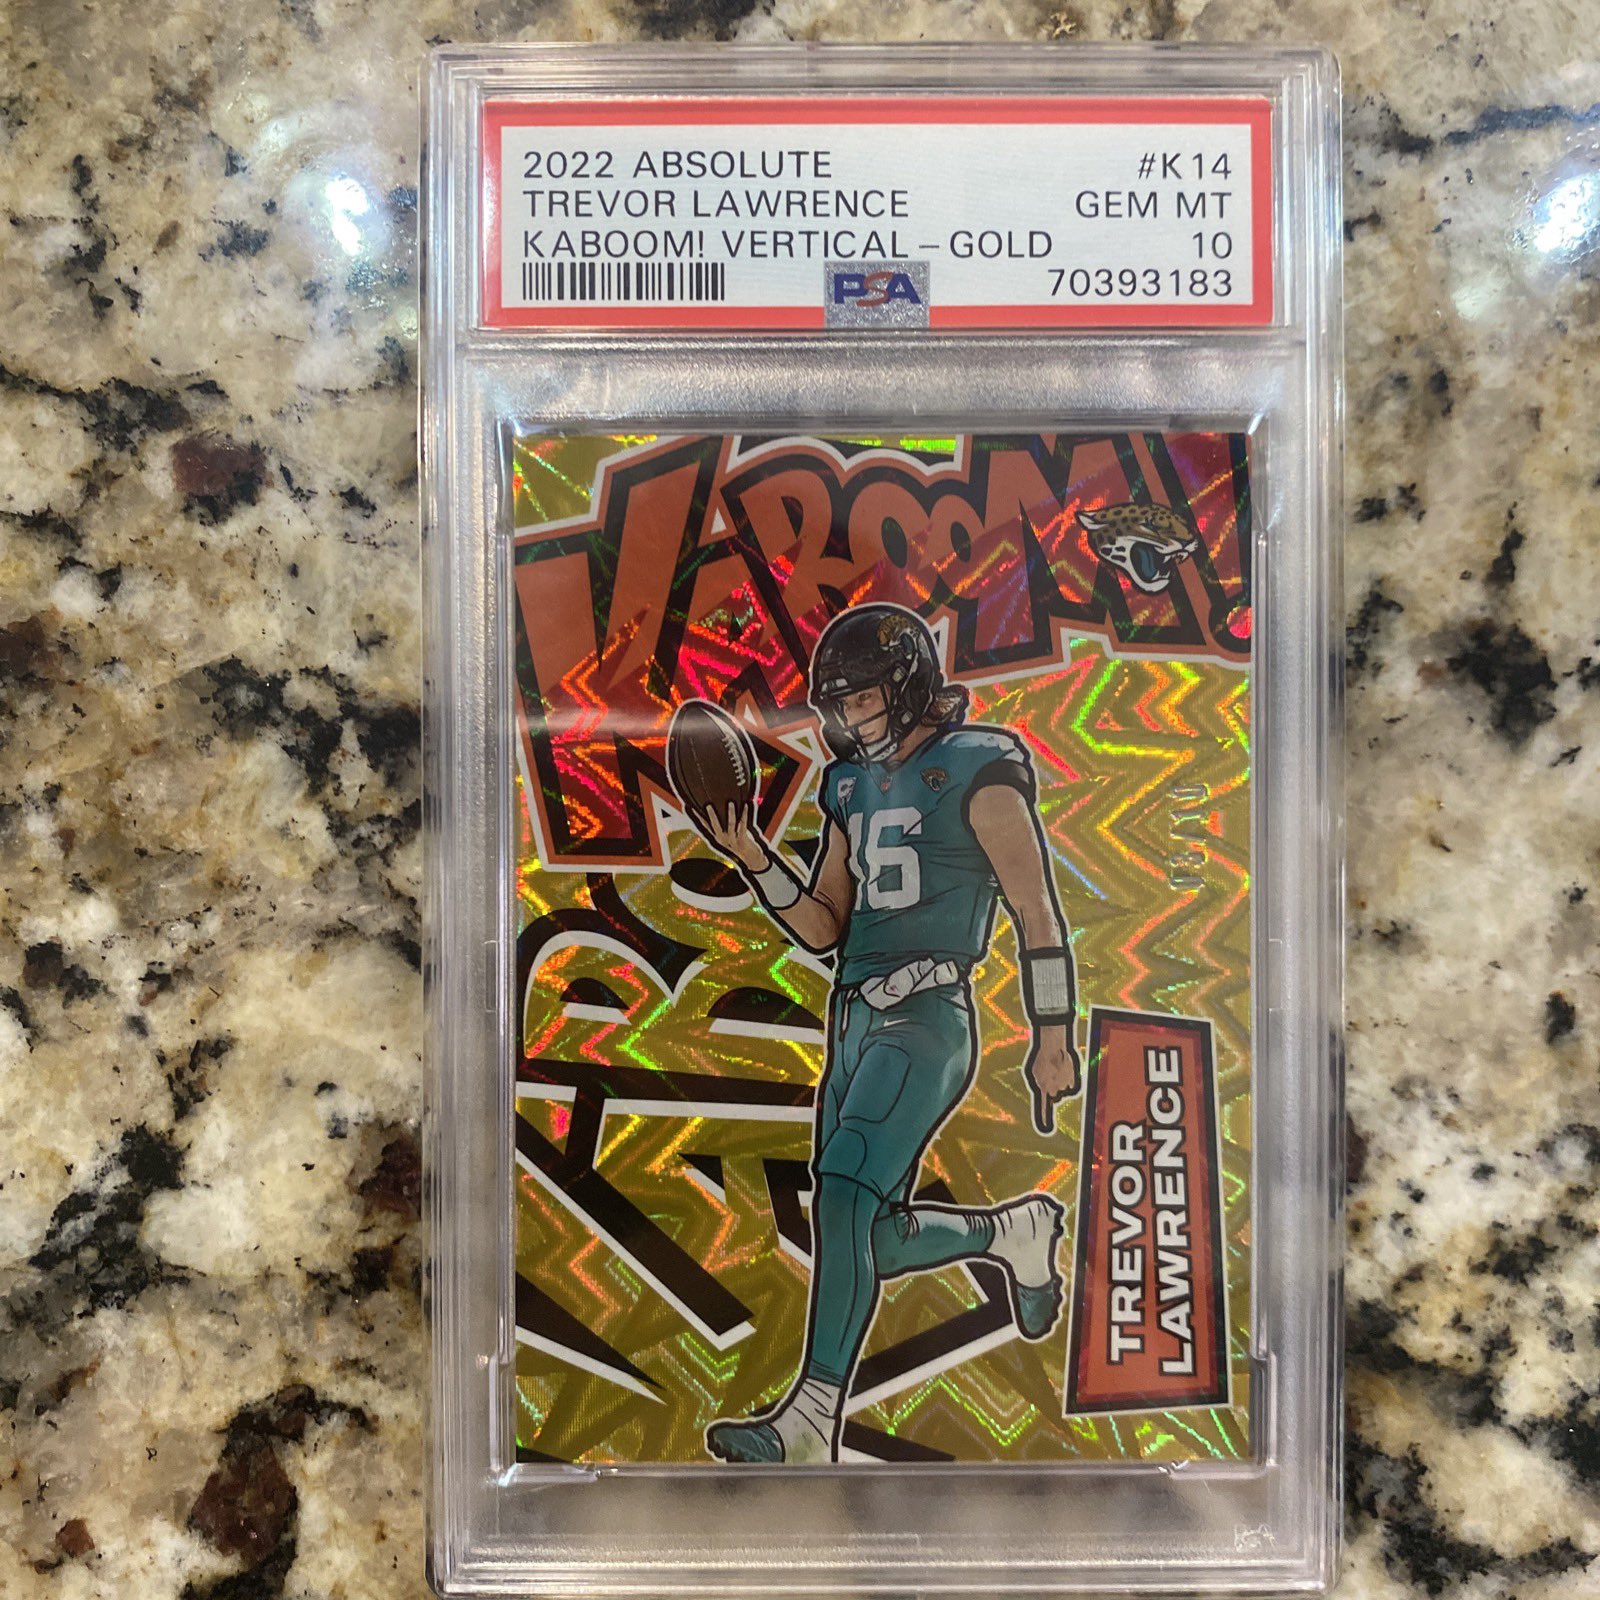 2022 ABSOLUTE #K14
TREVOR LAWRENCE GEM MT
KABOOM! VERTICAL - GOLD 10
PSA 70393183
KABOOM!
16
TREVOR
LAWRENCE